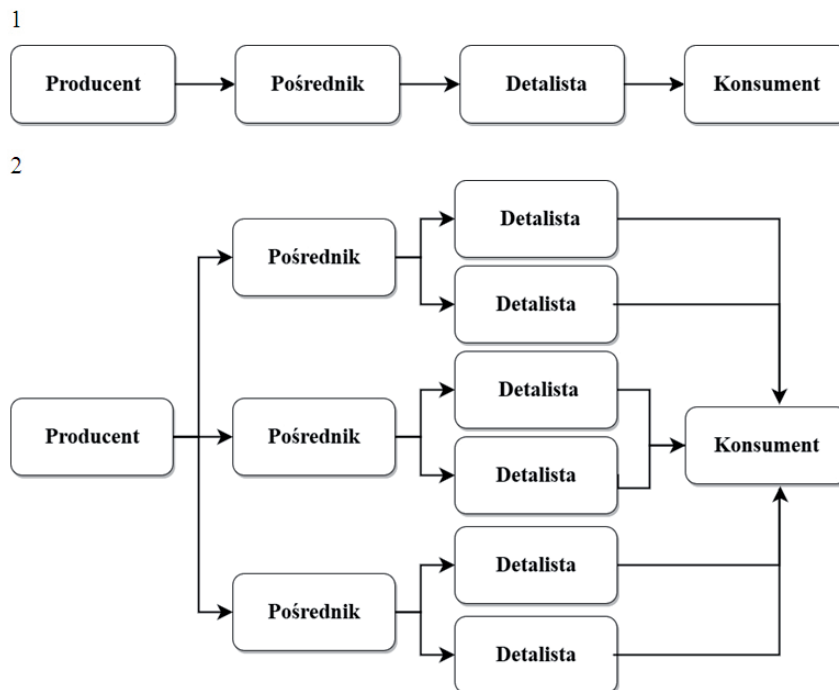 1
Producent
Pośrednik
Detalista
Konsument
2
Detalista
Pośrednik
Detalista
Detalista
Producent
Pośrednik
Konsument
Detalista
Detalista
Pośrednik
Detalista